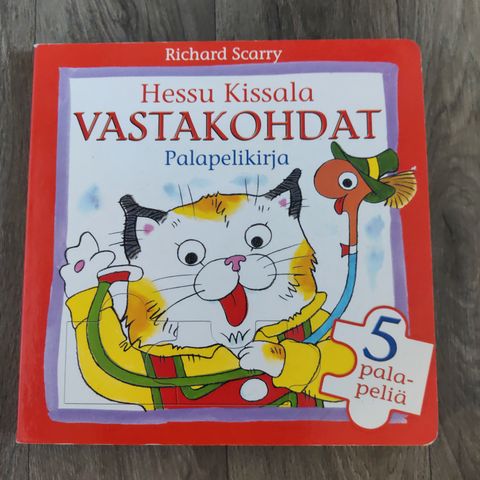 Richard Scarry
Hessu Kissala
VASTAKOHDAT
Palapelikirja
5
pala-
peliä